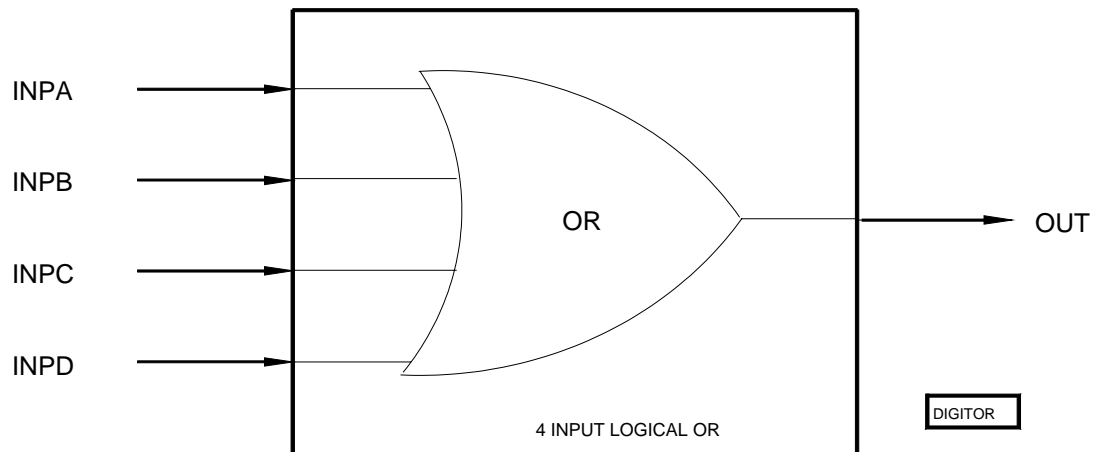 INPA
INPB
INPC
INPD
OR
OUT
4 INPUT LOGICAL OR
DIGITOR